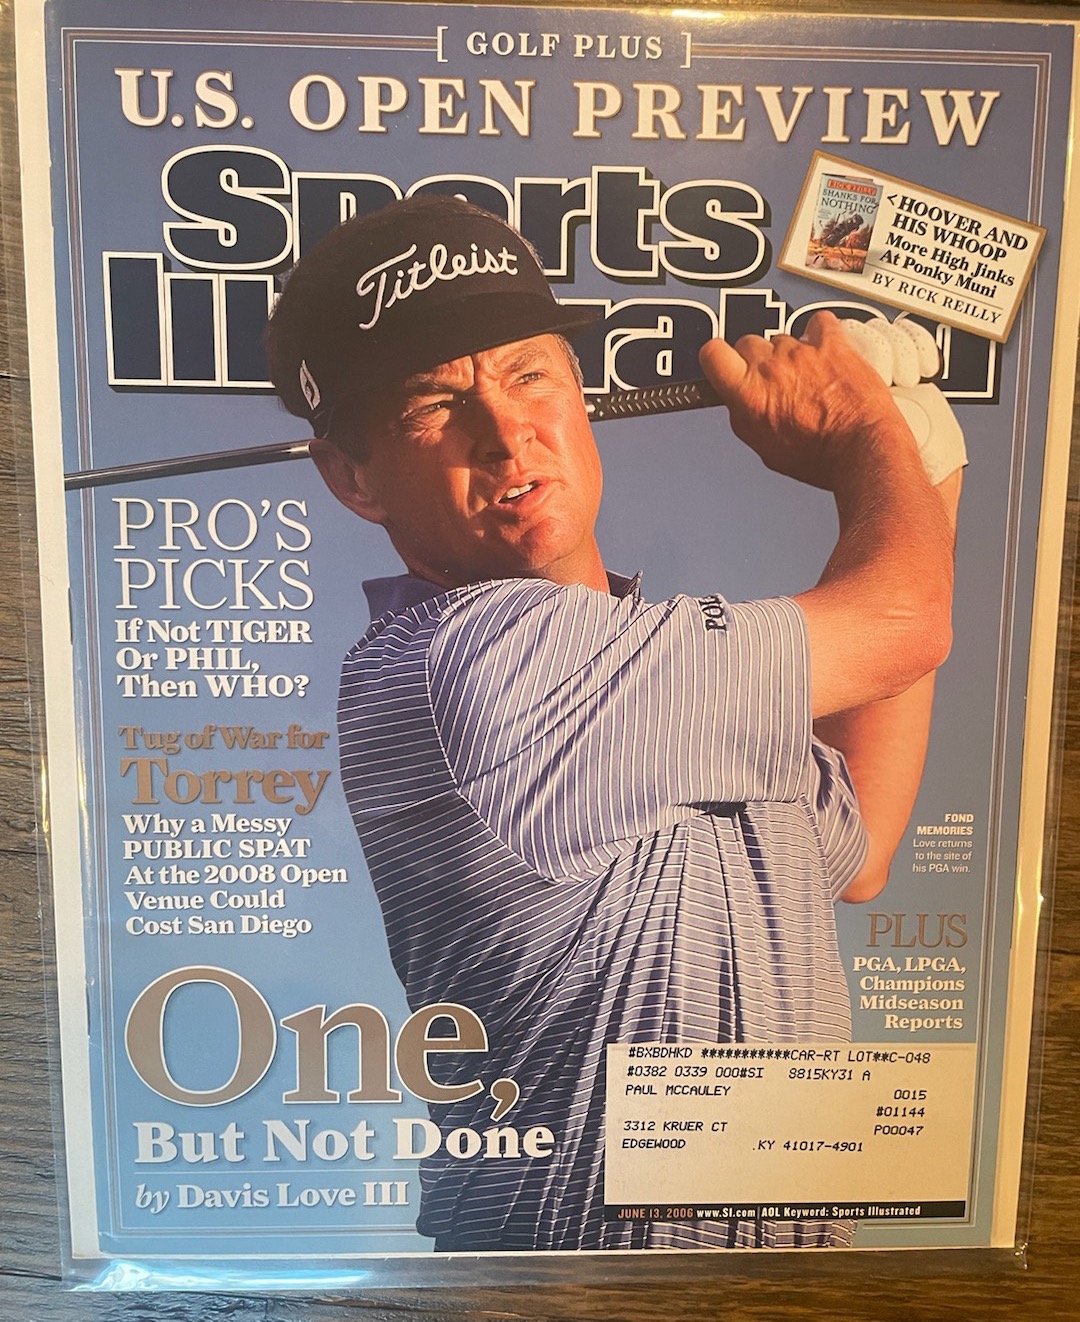 [ GOLF PLUS ]
U.S. OPEN PREVIEW
Sports
Illustrated
RICK REILLY
SHANKS FOR
NOTHING
<HOOVER AND
HIS WHOOP
More High Jinks
At Ponky Muni
BY RICK REILLY
Titleist
PRO'S
PICKS
If Not TIGER
Or PHIL,
Then WHO?
POLO
Tug of War for
Torrey
Why a Messy
PUBLIC SPAT
At the 2008 Open
Venue Could
Cost San Diego
FOND
MEMORIES
Love returns
to the site of
his PGA win.
PLUS
PGA, LPGA,
Champions
Midseason
Reports
One,
But Not Done
by Davis Love III
#BXBDHKD ***********CAR-RT LOT**C-048
#0382 0339 000#SI 8815KY31 A
PAUL MCCAULEY 0015
#01144
3312 KRUER CT P00047
EDGEWOOD .KY 41017-4901
JUNE 13, 2006 www.SI.com | AOL Keyword: Sports Illustrated